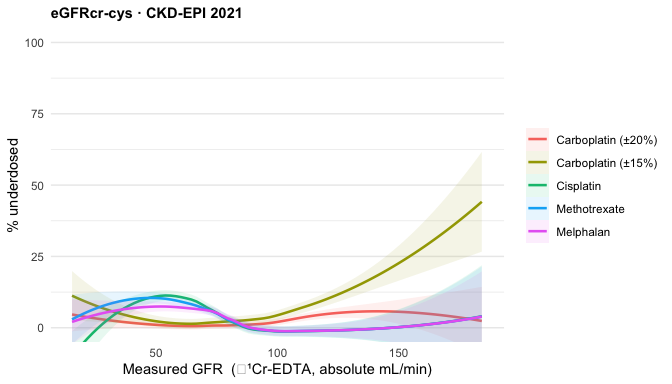 eGFRcr-cys · CKD-EPI 2021
100
75
50
25
0
% underdosed
50
100
150
Measured GFR (□¹Cr-EDTA, absolute mL/min)
Carboplatin (±20%)
Carboplatin (±15%)
Cisplatin
Methotrexate
Melphalan